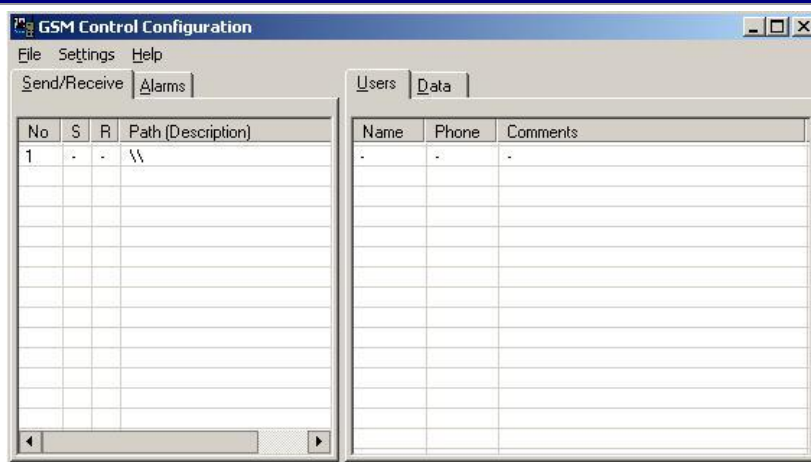 GSM Control Configuration
File Settings Help
Send/Receive Alarms Users Data
No S R Path (Description) Name Phone Comments
1 - - \\ - - -